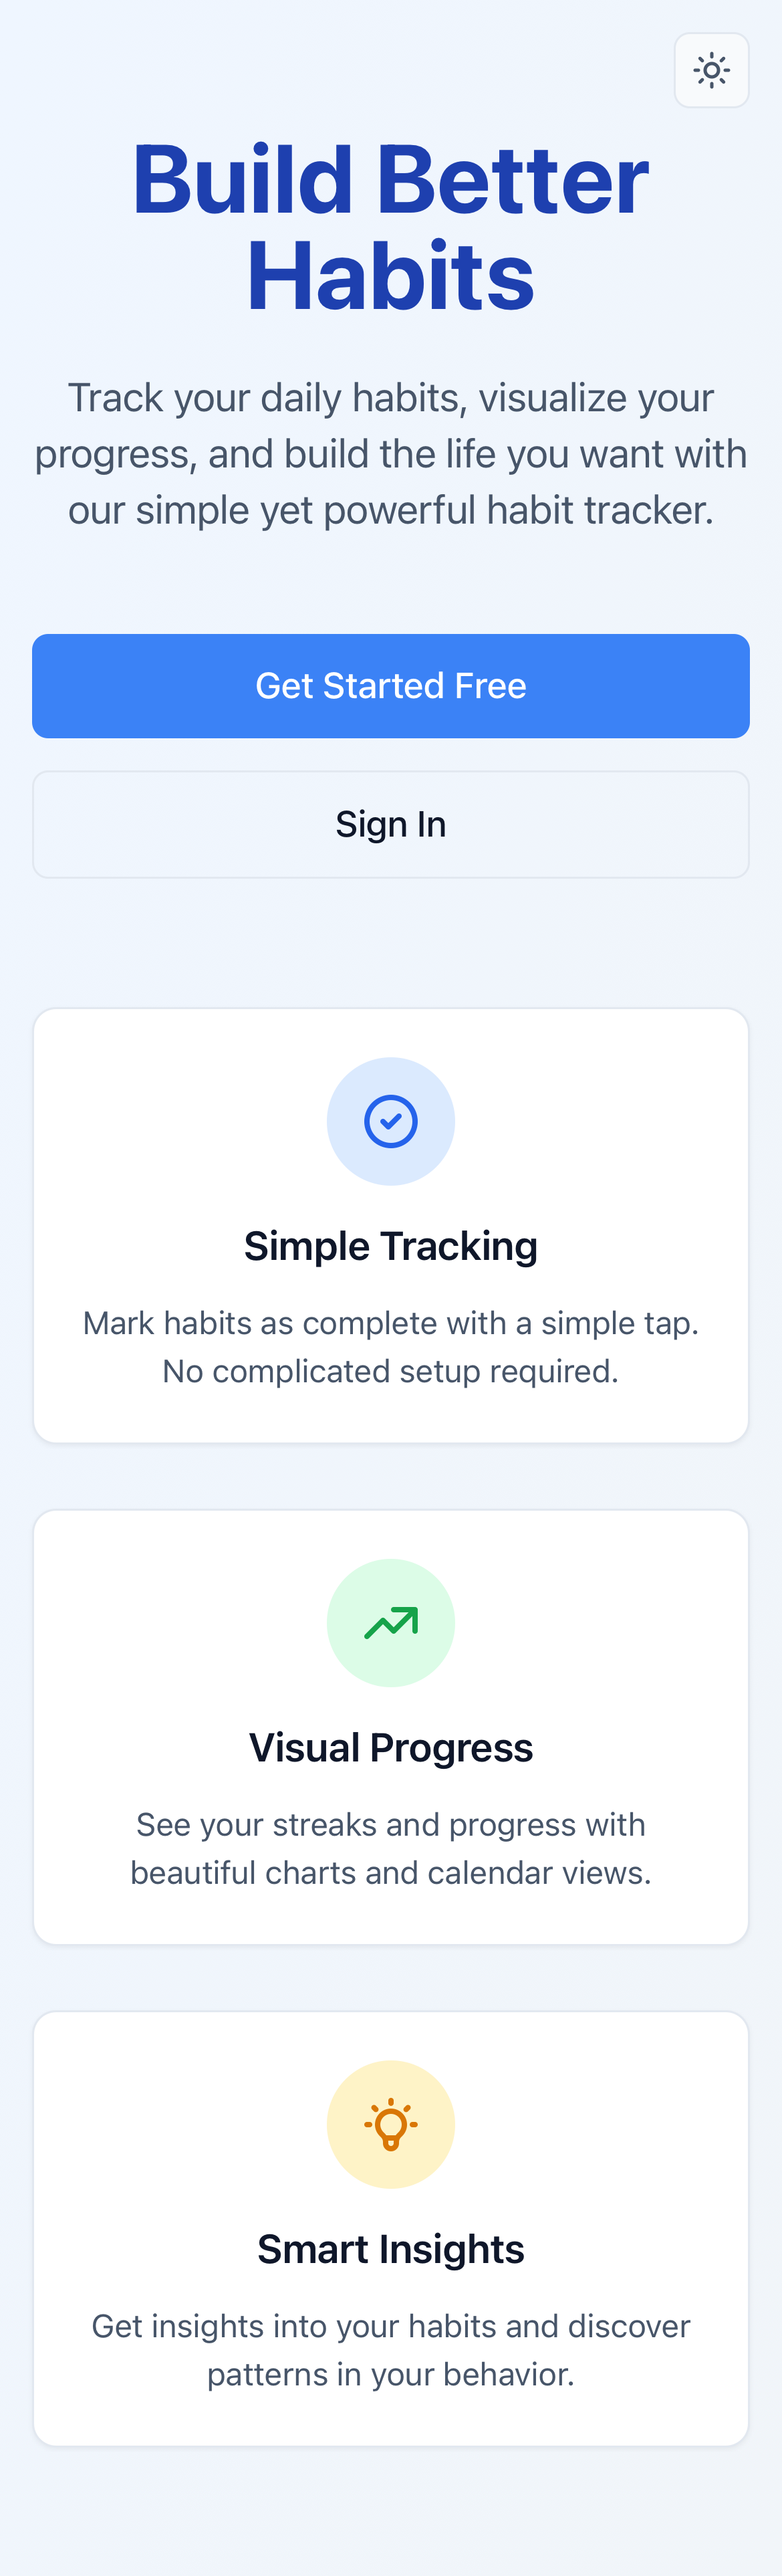 Build Better
Habits
Track your daily habits, visualize your
progress, and build the life you want with
our simple yet powerful habit tracker.
Get Started Free
Sign In
Simple Tracking
Mark habits as complete with a simple tap.
No complicated setup required.
Visual Progress
See your streaks and progress with
beautiful charts and calendar views.
Smart Insights
Get insights into your habits and discover
patterns in your behavior.